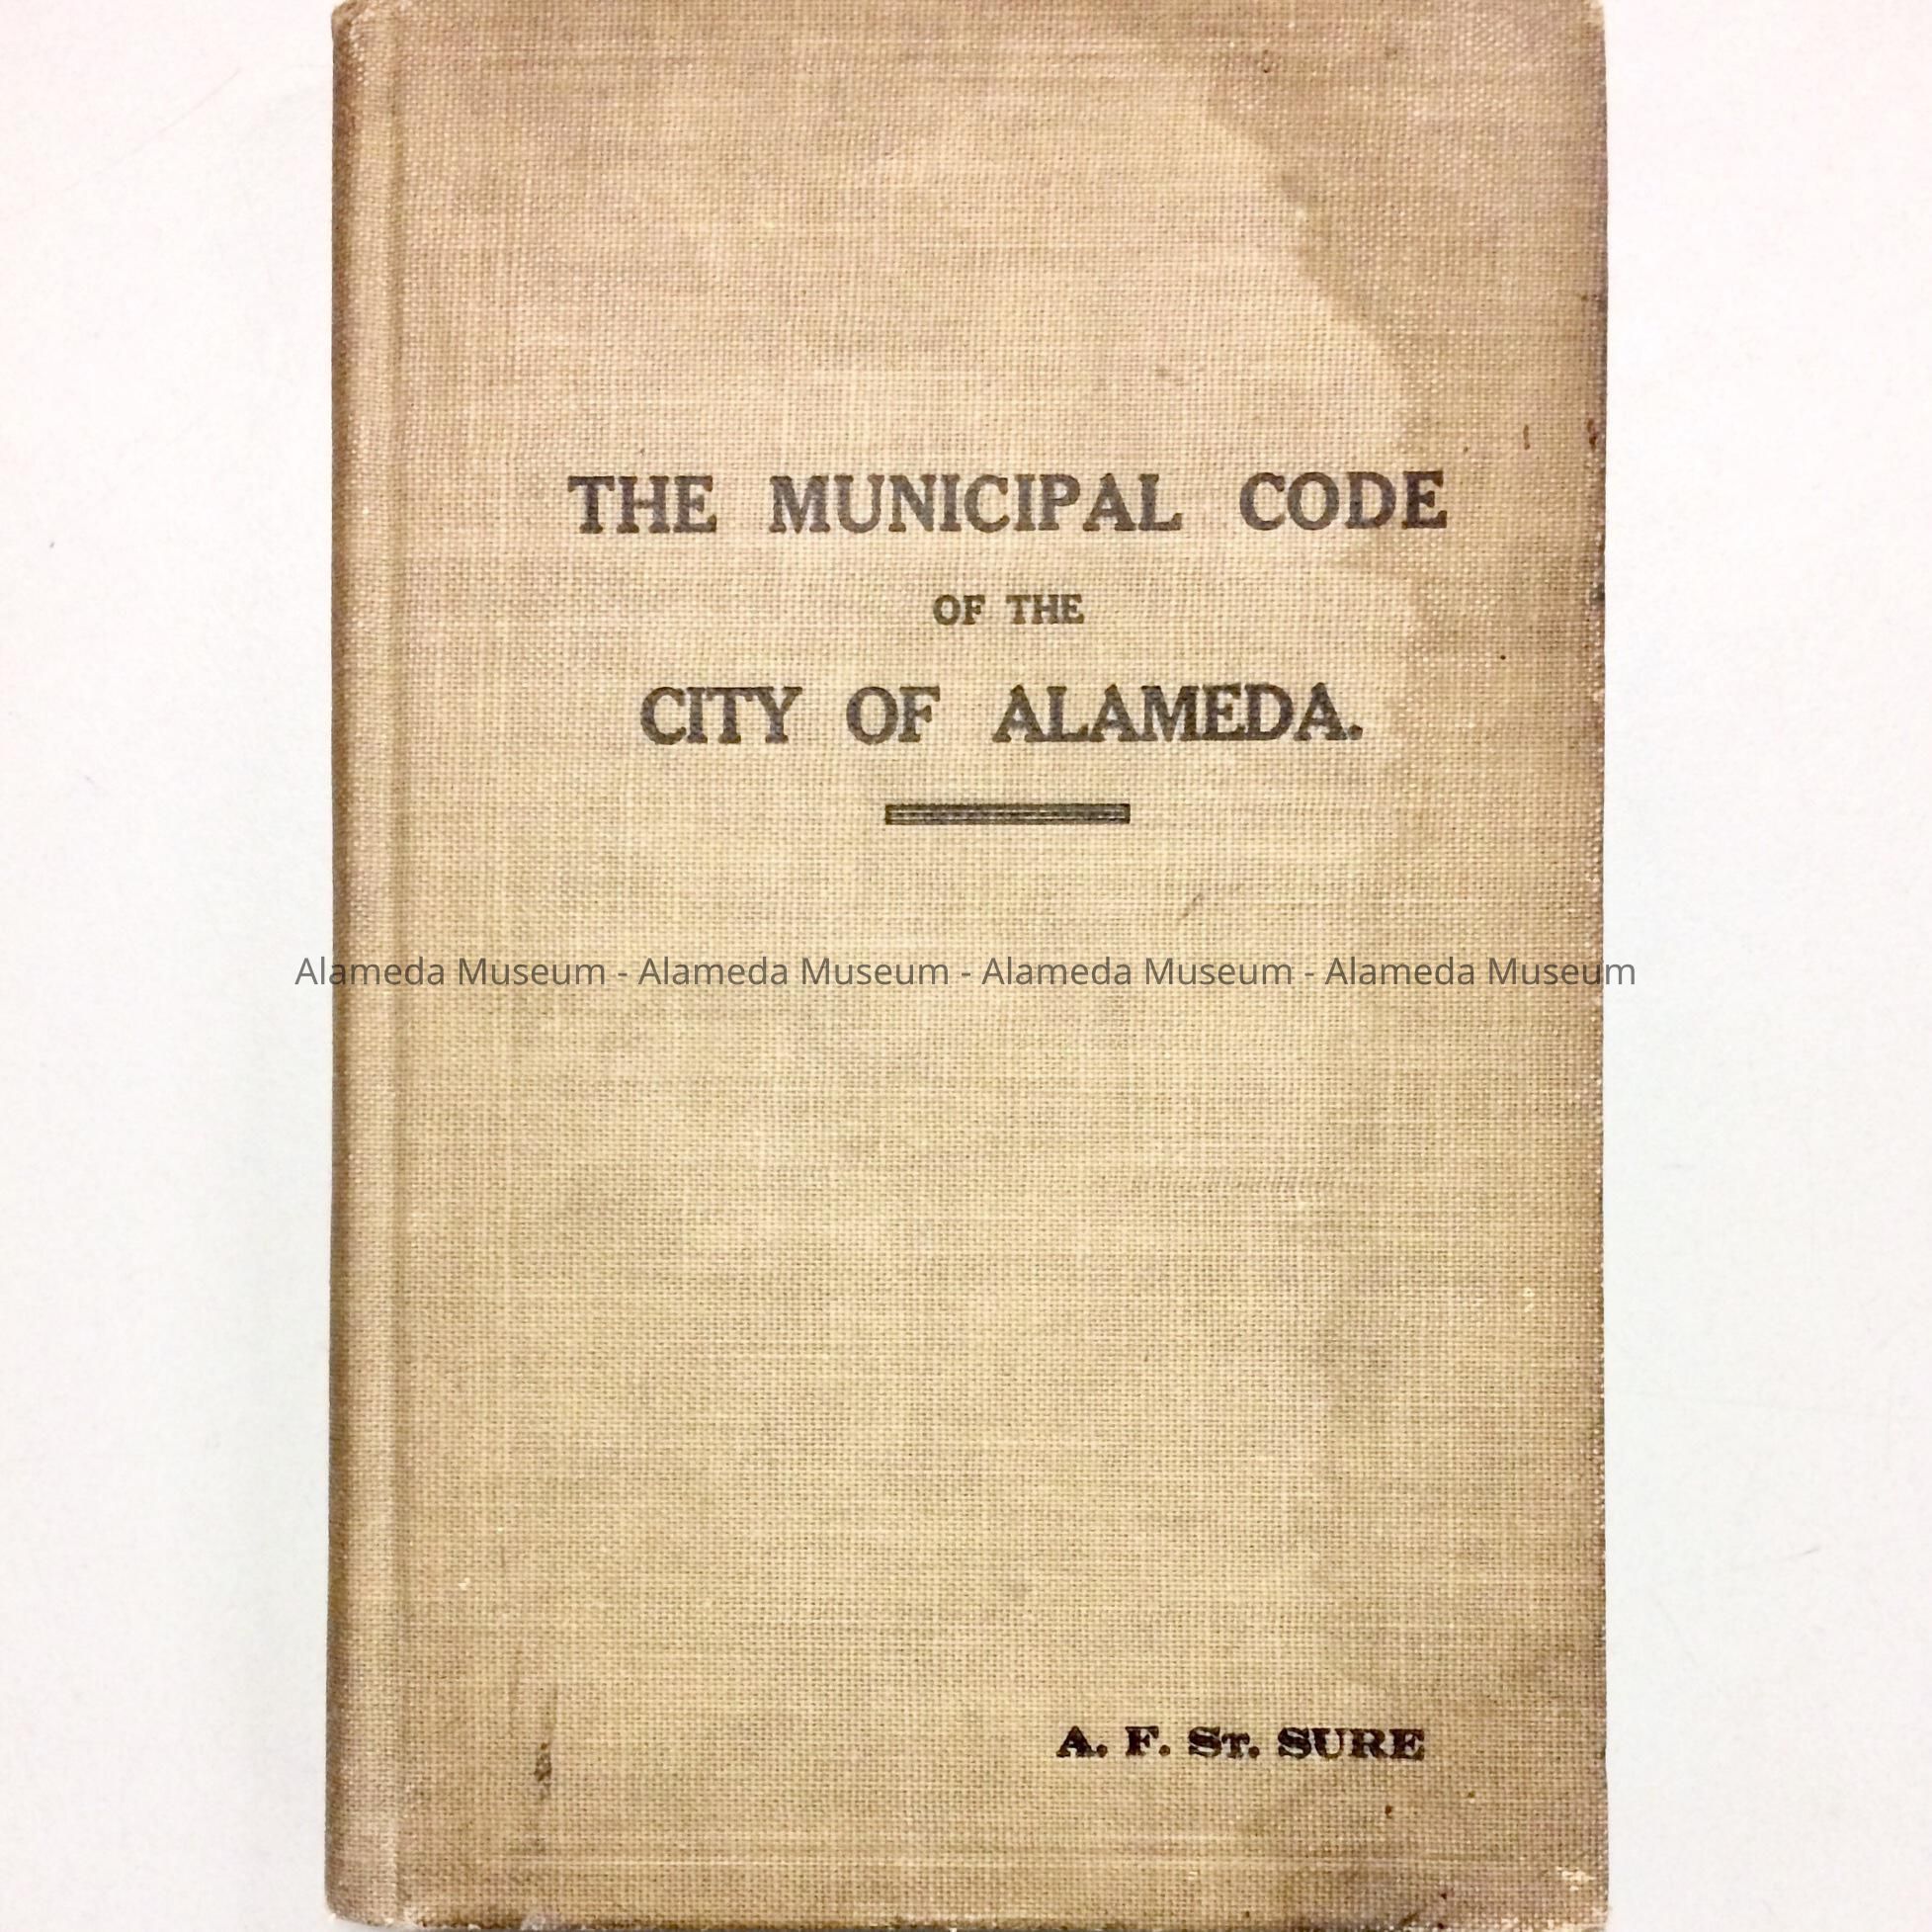 THE MUNICIPAL CODE
OF THE
CITY OF ALAMEDA.
Alameda Museum - Alameda Museum - Alameda Museum - Alameda Museum
A. F. ST. SURE